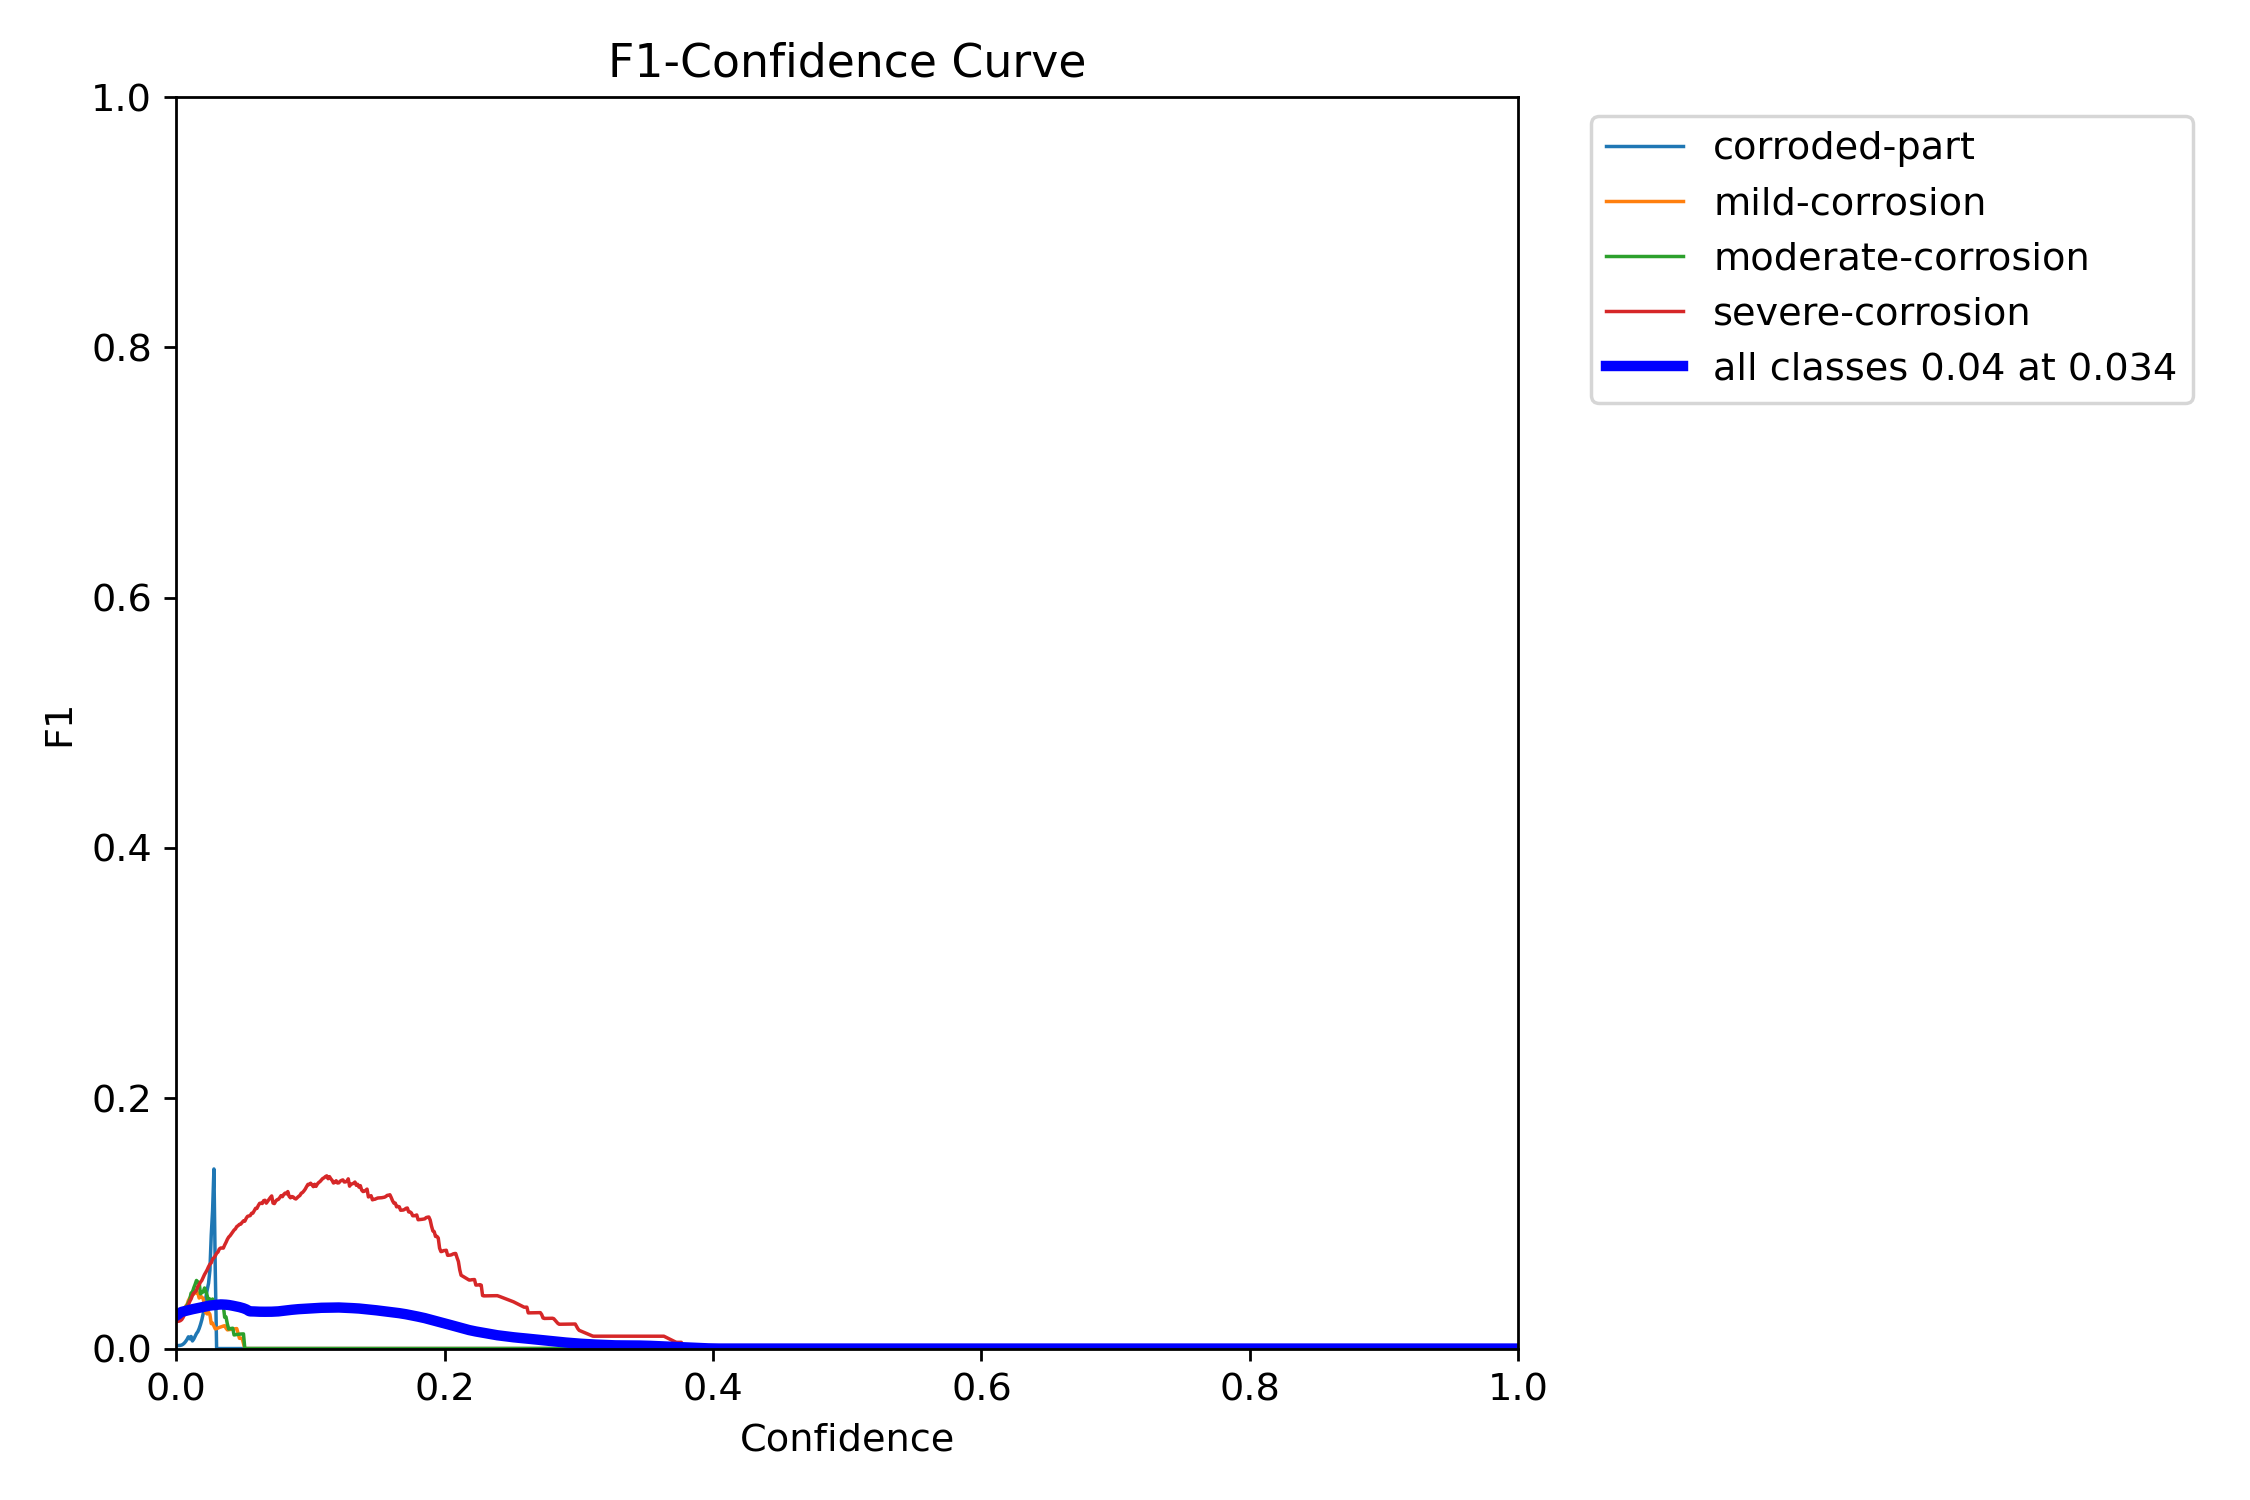 F1-Confidence Curve
1.0
0.8
0.6
0.4
0.2
0.0
F1
0.0 0.2 0.4 0.6 0.8 1.0
Confidence
corroded-part
mild-corrosion
moderate-corrosion
severe-corrosion
all classes 0.04 at 0.034